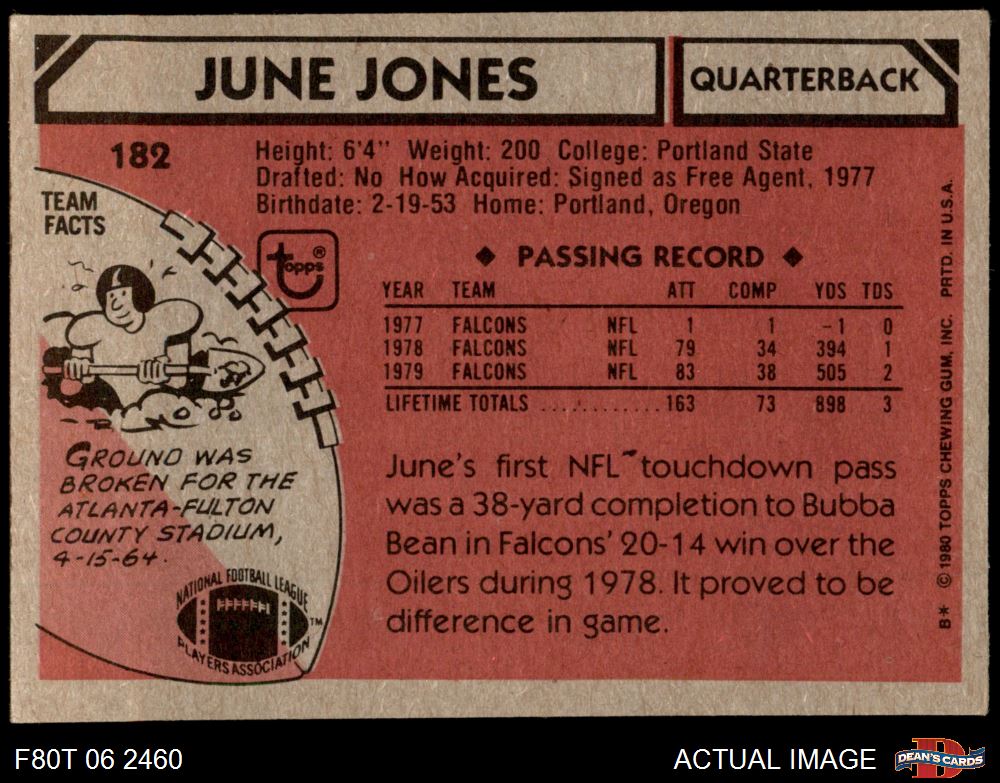 JUNE JONES
QUARTERBACK
182
Height: 6'4" Weight: 200 College: Portland State
Drafted: No How Acquired: Signed as Free Agent, 1977
Birthdate: 2-19-53 Home: Portland, Oregon
TEAM
FACTS
topps®
◆ PASSING RECORD ◆
YEAR TEAM ATT COMP YDS TDS
1977 FALCONS NFL 1 1 -1 0
1978 FALCONS NFL 79 34 394 1
1979 FALCONS NFL 83 38 505 2
LIFETIME TOTALS ............ 163 73 898 3
GROUND WAS
BROKEN FOR THE
ATLANTA-FULTON
COUNTY STADIUM,
4-15-64.
June's first NFL touchdown pass
was a 38-yard completion to Bubba
Bean in Falcons' 20-14 win over the
Oilers during 1978. It proved to be
difference in game.
NATIONAL FOOTBALL LEAGUE
PLAYERS ASSOCIATION
TM
B* © 1980 TOPPS CHEWING GUM, INC. PRTD. IN U.S.A.
F80T 06 2460
ACTUAL IMAGE
D
DEAN'S CARDS